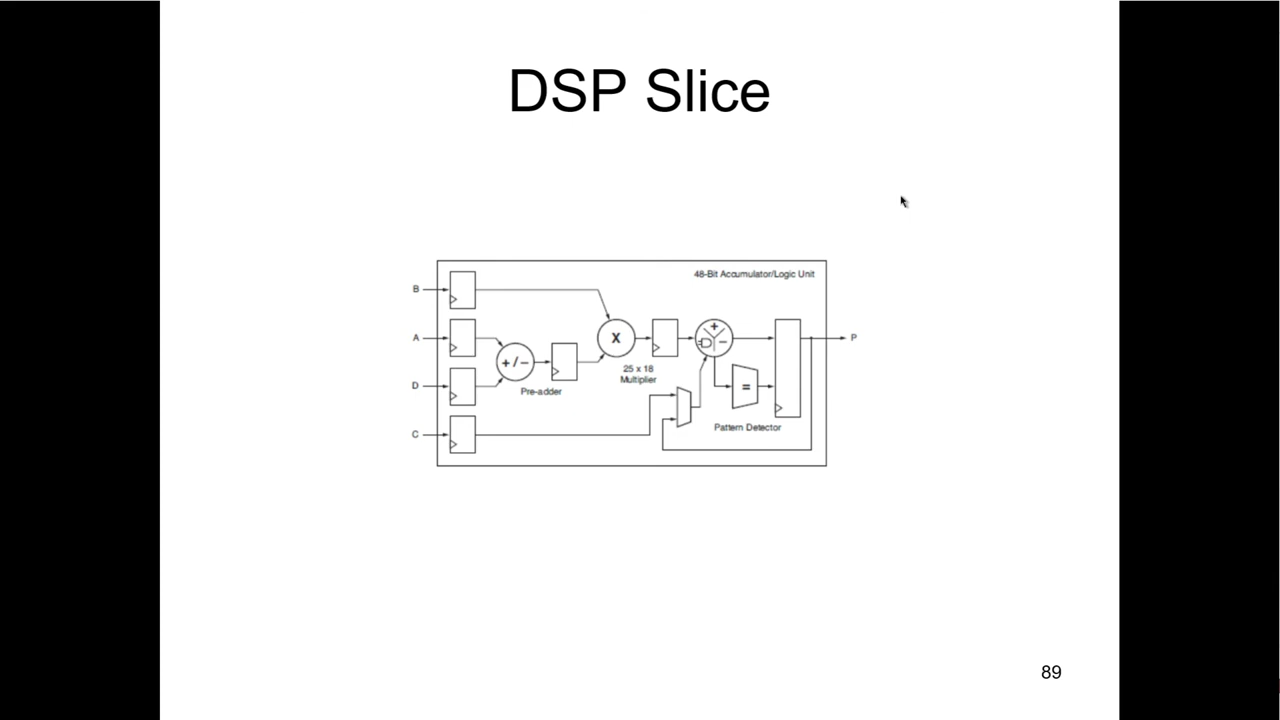 DSP Slice
48-Bit Accumulator/Logic Unit
B
A
D
C
+/−
Pre-adder
X
25 x 18
Multiplier
+
−
=
Pattern Detector
P
89